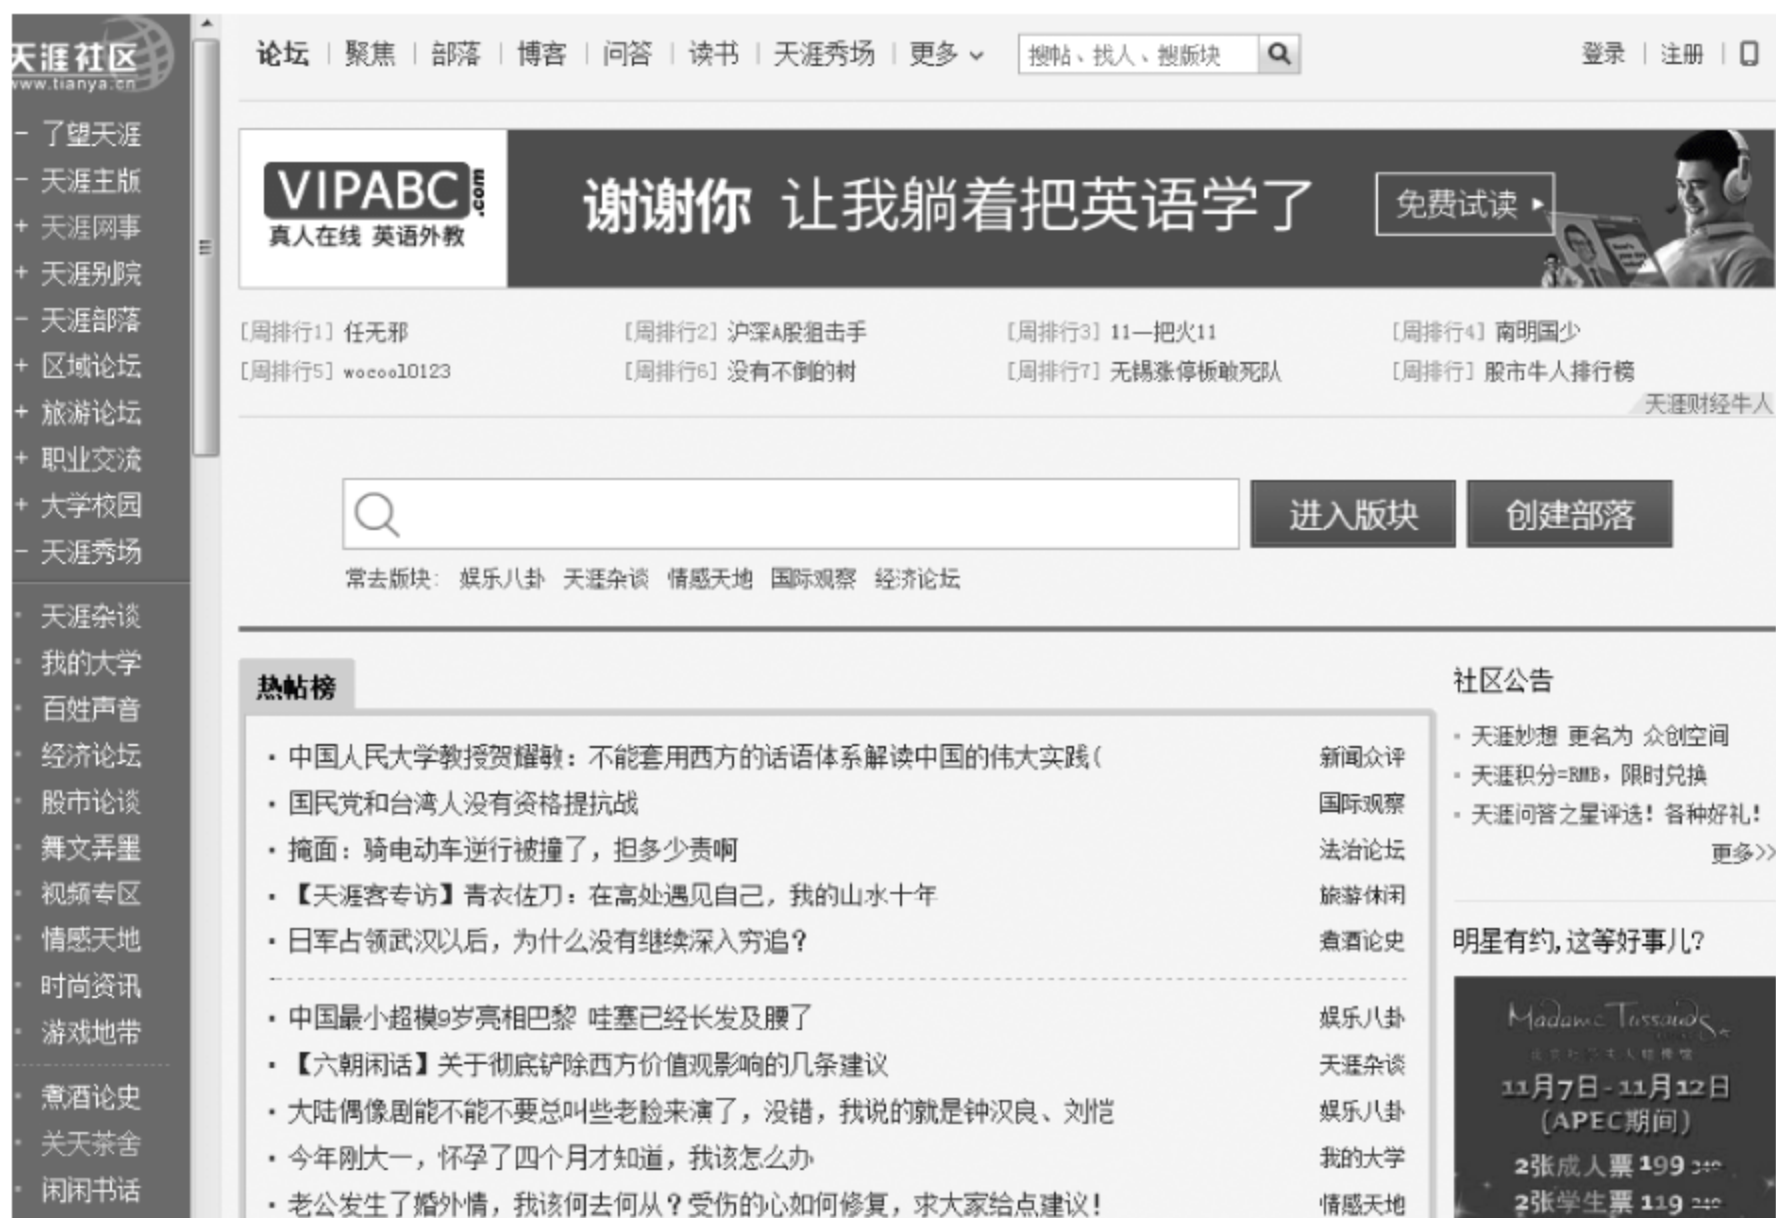 天涯社区
www.tianya.cn
- 了望天涯
- 天涯主版
+ 天涯网事
+ 天涯别院
- 天涯部落
+ 区域论坛
+ 旅游论坛
+ 职业交流
+ 大学校园
- 天涯秀场
· 天涯杂谈
· 我的大学
· 百姓声音
· 经济论坛
· 股市论谈
· 舞文弄墨
· 视频专区
· 情感天地
· 时尚资讯
· 游戏地带
· 煮酒论史
· 关天茶舍
· 闲闲书话
论坛 | 聚焦 | 部落 | 博客 | 问答 | 读书 | 天涯秀场 | 更多 搜帖、找人、搜版块 登录 | 注册 |
VIPABC.com
真人在线 英语外教
谢谢你 让我躺着把英语学了 免费试读
[周排行1] 任无邪 [周排行2] 沪深A股狙击手 [周排行3] 11一把火11 [周排行4] 南明国少
[周排行5] wocool0123 [周排行6] 没有不倒的树 [周排行7] 无锡涨停板敢死队 [周排行] 股市牛人排行榜
天涯财经牛人
进入版块 创建部落
常去版块: 娱乐八卦 天涯杂谈 情感天地 国际观察 经济论坛
热帖榜
· 中国人民大学教授贺耀敏：不能套用西方的话语体系解读中国的伟大实践( 新闻众评
· 国民党和台湾人没有资格提抗战 国际观察
· 掩面：骑电动车逆行被撞了，担多少责啊 法治论坛
· 【天涯客专访】青衣佐刀：在高处遇见自己，我的山水十年 旅游休闲
· 日军占领武汉以后，为什么没有继续深入穷追？ 煮酒论史
· 中国最小超模9岁亮相巴黎 哇塞已经长发及腰了 娱乐八卦
· 【六朝闲话】关于彻底铲除西方价值观影响的几条建议 天涯杂谈
· 大陆偶像剧能不能不要总叫些老脸来演了，没错，我说的就是钟汉良、刘恺 娱乐八卦
· 今年刚大一，怀孕了四个月才知道，我该怎么办 我的大学
· 老公发生了婚外情，我该何去何从？受伤的心如何修复，求大家给点建议！ 情感天地
社区公告
· 天涯妙想 更名为 众创空间
· 天涯积分=RMB，限时兑换
· 天涯问答之星评选！各种好礼！
更多>>
明星有约,这等好事儿?
Madame Tussauds
11月7日-11月12日
(APEC期间)
2张成人票 199
2张学生票 119